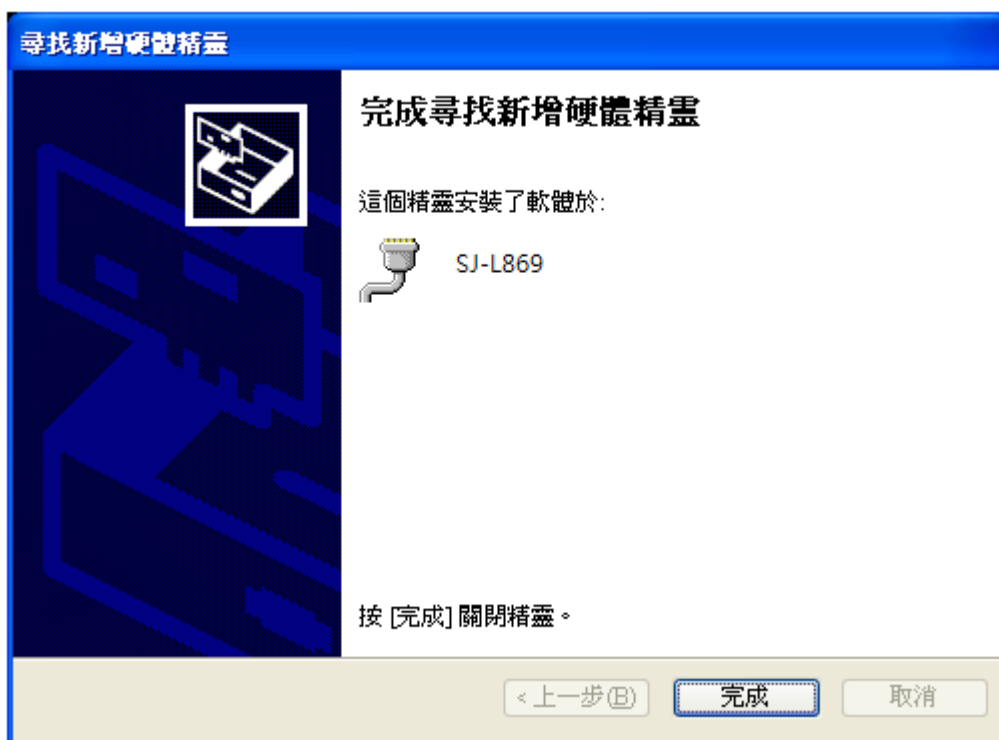 尋找新增硬體精靈
完成尋找新增硬體精靈
這個精靈安裝了軟體於:
SJ-L869
按 [完成] 關閉精靈。
< 上一步(B)
完成
取消